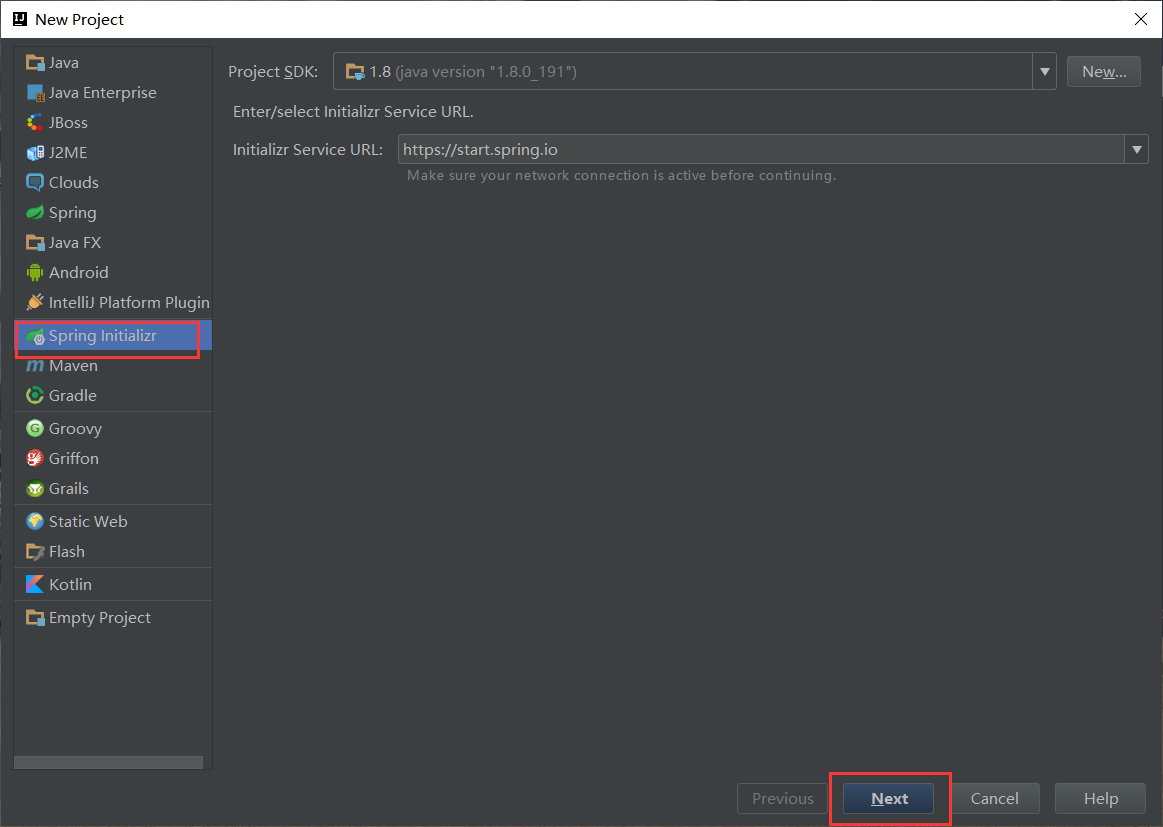 New Project
Java
Java Enterprise
JBoss
J2ME
Clouds
Spring
Java FX
Android
IntelliJ Platform Plugin
Spring Initializr
Maven
Gradle
Groovy
Griffon
Grails
Static Web
Flash
Kotlin
Empty Project
Project SDK: 1.8 (java version "1.8.0_191") New...
Enter/select Initializr Service URL.
Initializr Service URL: https://start.spring.io
Make sure your network connection is active before continuing.
Previous Next Cancel Help